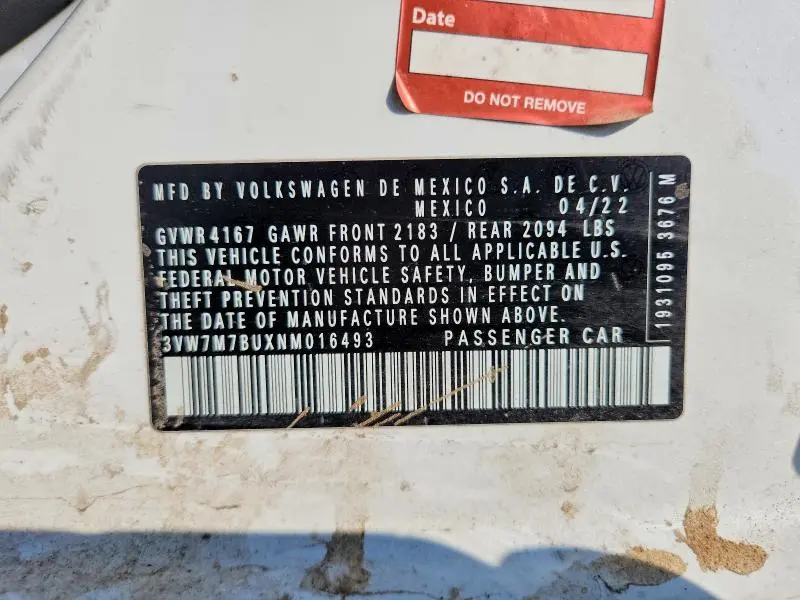 Date
DO NOT REMOVE
MFD BY VOLKSWAGEN DE MEXICO S.A. DE C.V.
MEXICO 04/22
GVWR 4167 GAWR FRONT 2183 / REAR 2094 LBS
THIS VEHICLE CONFORMS TO ALL APPLICABLE U.S.
FEDERAL MOTOR VEHICLE SAFETY, BUMPER AND
THEFT PREVENTION STANDARDS IN EFFECT ON
THE DATE OF MANUFACTURE SHOWN ABOVE.
3VW7M7BUXNM016493 PASSENGER CAR
1931095 3676 M